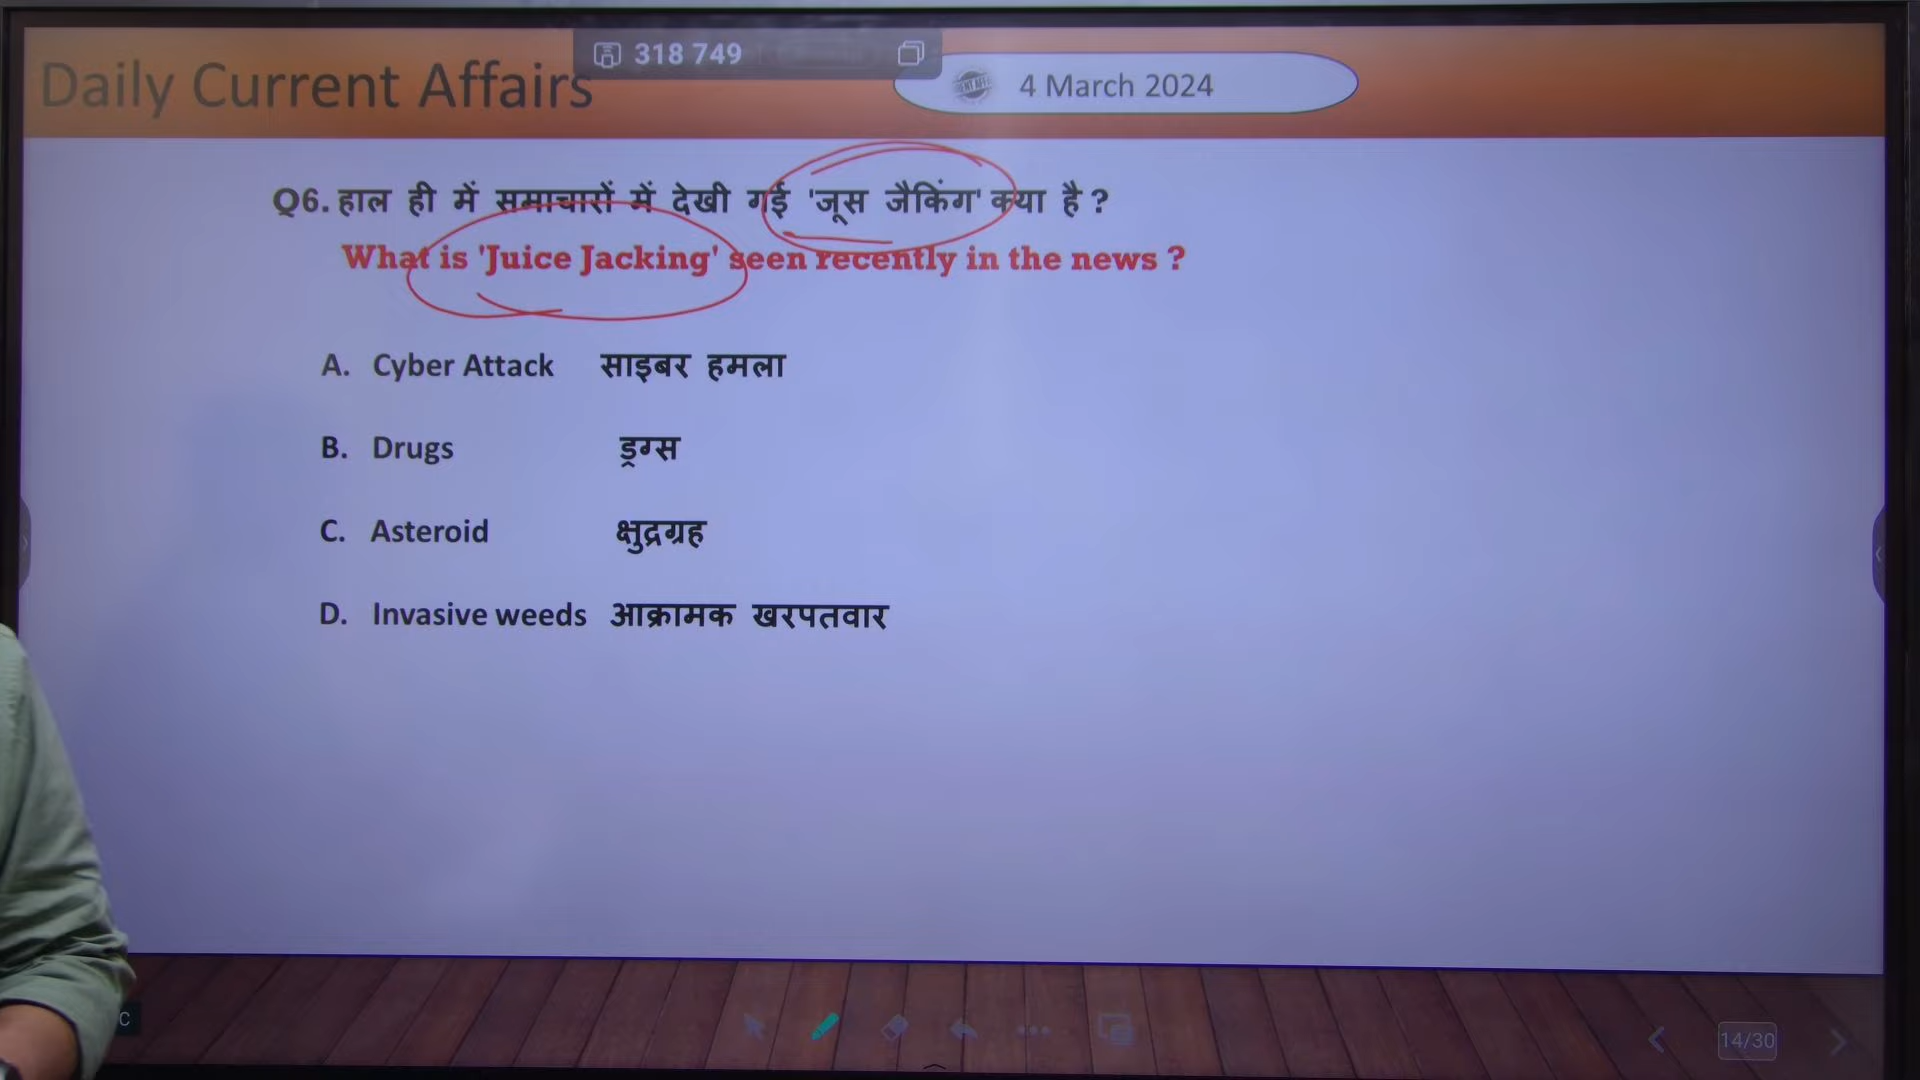 318 749
Daily Current Affairs
4 March 2024
Q6. हाल ही में समाचारों में देखी गई 'जूस जैकिंग' क्या है ?
What is 'Juice Jacking' seen recently in the news ?
A. Cyber Attack साइबर हमला
B. Drugs ड्रग्स
C. Asteroid क्षुद्रग्रह
D. Invasive weeds आक्रामक खरपतवार
C
14/30